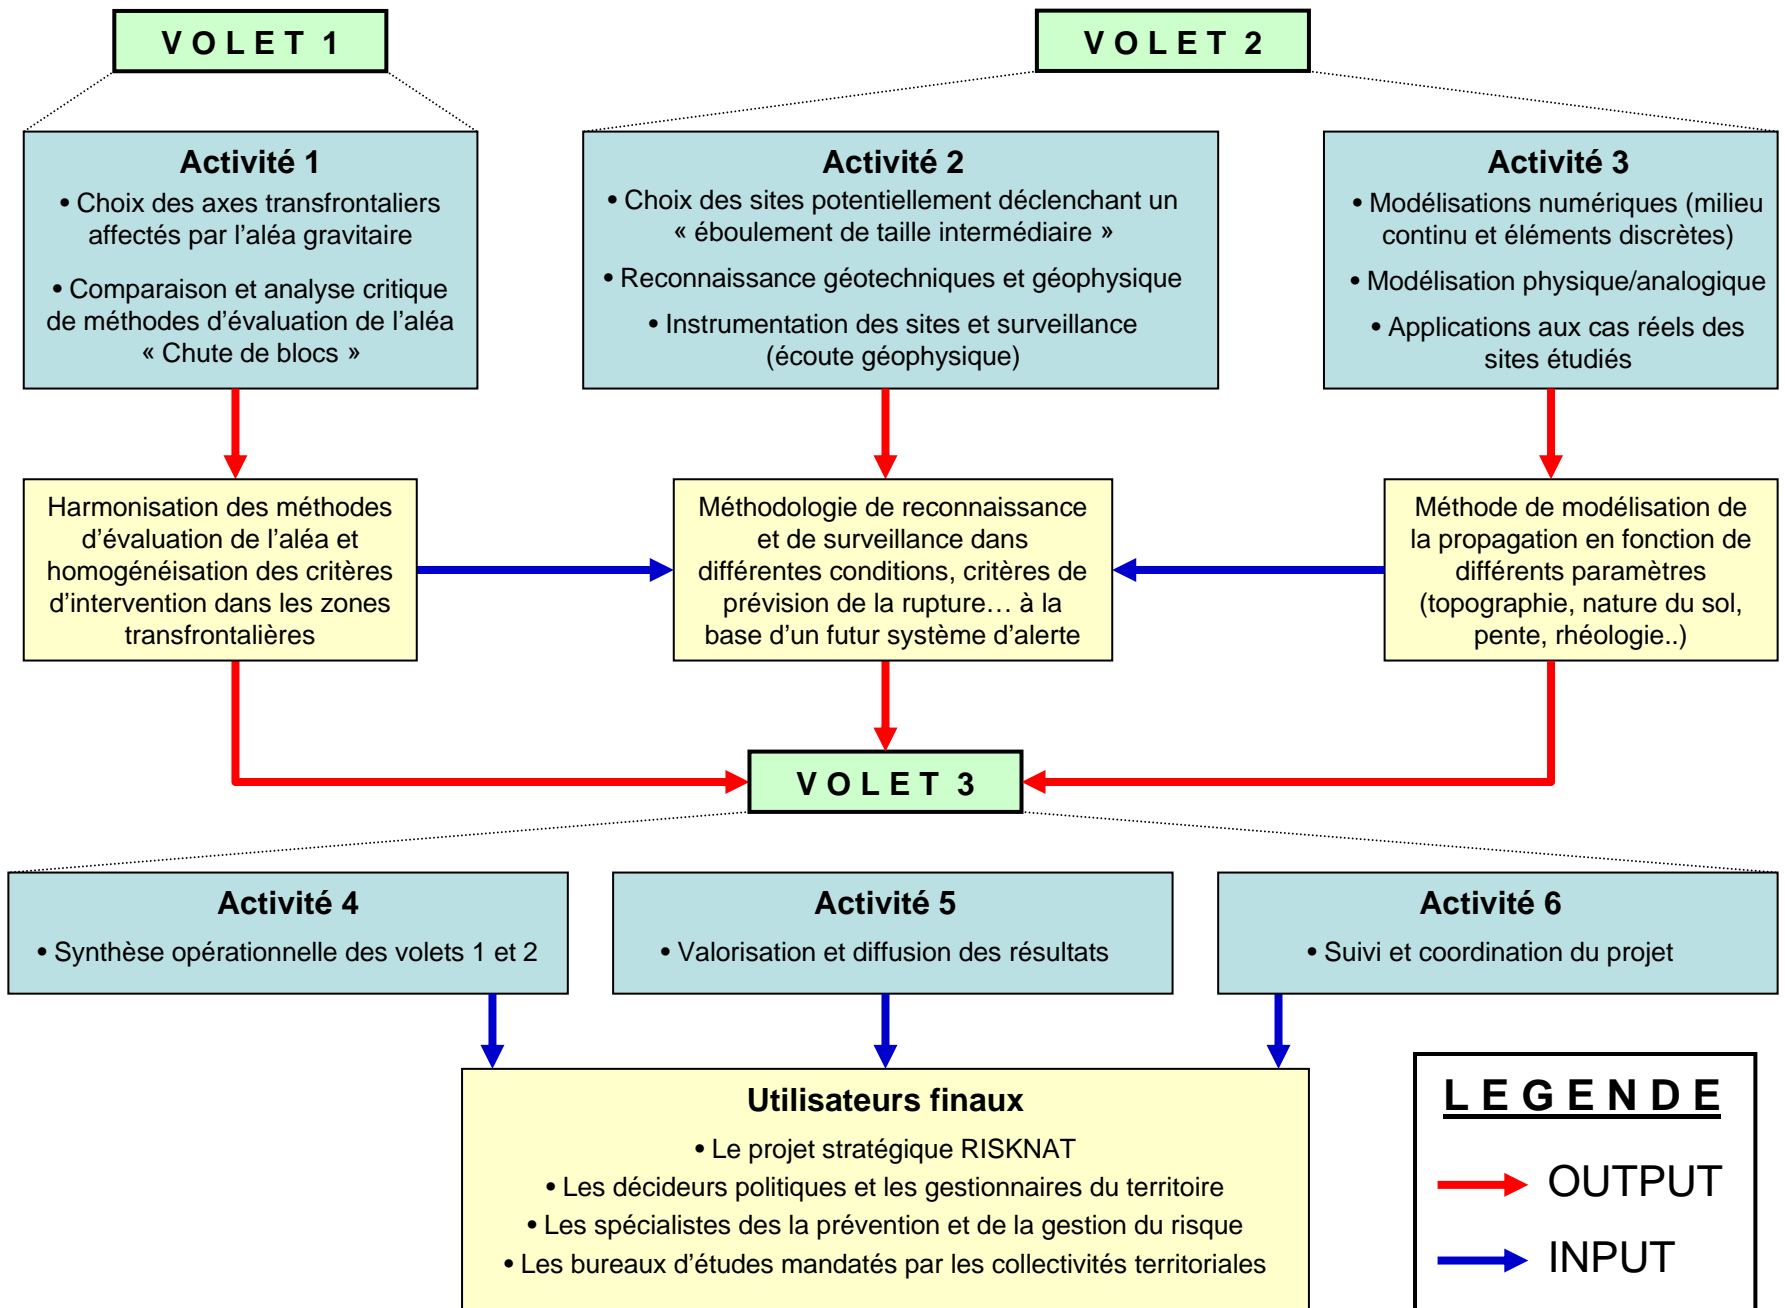 VOLET 1
VOLET 2
Activité 1
• Choix des axes transfrontaliers
affectés par l’aléa gravitaire
• Comparaison et analyse critique
de méthodes d’évaluation de l’aléa
« Chute de blocs »
Activité 2
• Choix des sites potentiellement déclenchant un
« éboulement de taille intermédiaire »
• Reconnaissance géotechniques et géophysique
• Instrumentation des sites et surveillance
(écoute géophysique)
Activité 3
• Modélisations numériques (milieu
continu et éléments discrètes)
• Modélisation physique/analogique
• Applications aux cas réels des
sites étudiés
Harmonisation des méthodes
d’évaluation de l’aléa et
homogénéisation des critères
d’intervention dans les zones
transfrontalières
Méthodologie de reconnaissance
et de surveillance dans
différentes conditions, critères de
prévision de la rupture… à la
base d’un futur système d’alerte
Méthode de modélisation de
la propagation en fonction de
différents paramètres
(topographie, nature du sol,
pente, rhéologie..)
VOLET 3
Activité 4
• Synthèse opérationnelle des volets 1 et 2
Activité 5
• Valorisation et diffusion des résultats
Activité 6
• Suivi et coordination du projet
Utilisateurs finaux
• Le projet stratégique RISKNAT
• Les décideurs politiques et les gestionnaires du territoire
• Les spécialistes des la prévention et de la gestion du risque
• Les bureaux d’études mandatés par les collectivités territoriales
LEGENDE
OUTPUT
INPUT